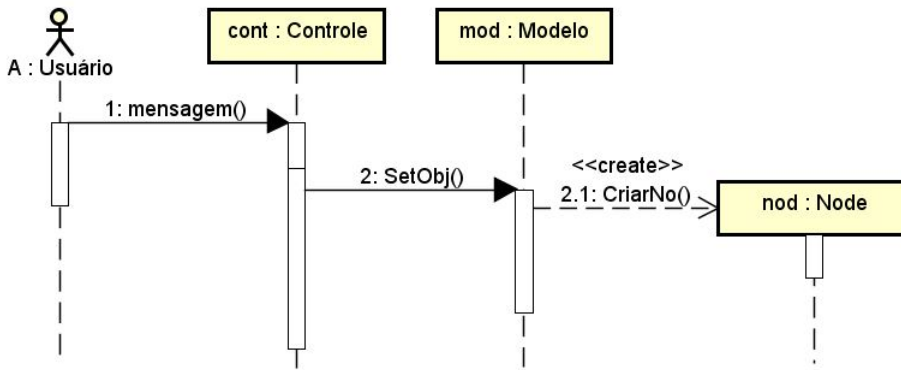 cont : Controle
mod : Modelo
A : Usuário
1: mensagem()
<<create>>
2: SetObj()
2.1: CriarNo()
nod : Node